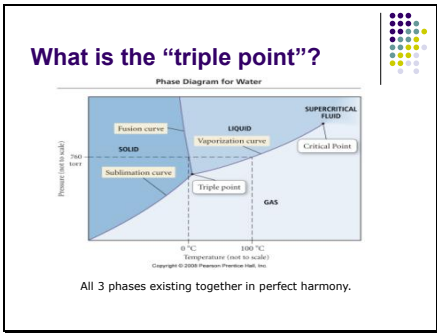 What is the "triple point"?
Phase Diagram for Water
SUPERCRITICAL
FLUID
Fusion curve
LIQUID
Vaporization curve
Critical Point
SOLID
760
torr
Sublimation curve
Triple point
GAS
Pressure (not to scale)
0 °C
100 °C
Temperature (not to scale)
Copyright © 2008 Pearson Prentice Hall, Inc.
All 3 phases existing together in perfect harmony.